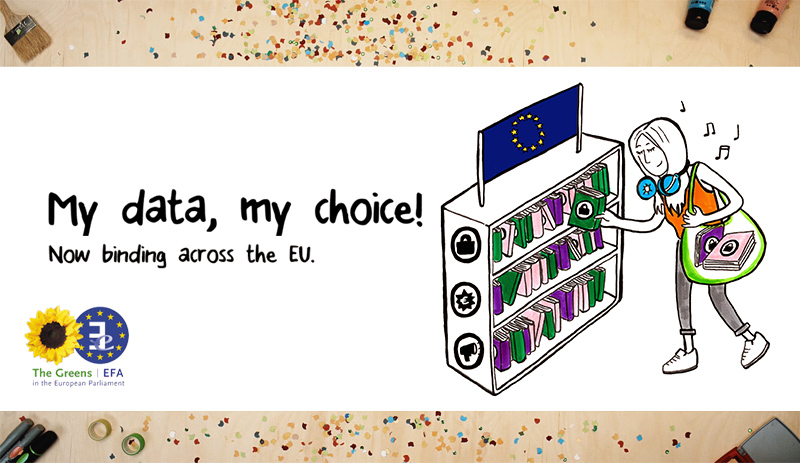 My data, my choice!
Now binding across the EU.
The Greens | EFA
in the European Parliament